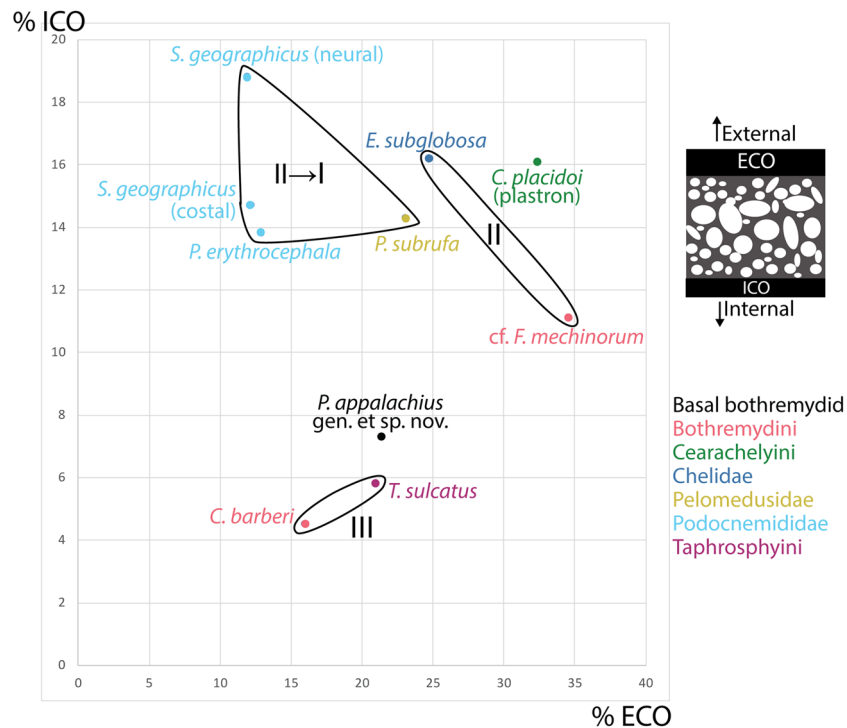 % ICO
20
18
16
14
12
10
8
6
4
2
0
0 5 10 15 20 25 30 35 40
% ECO
S. geographicus (neural)
II→I
S. geographicus
(costal)
P. erythrocephala
P. subrufa
E. subglobosa
C. placidoi
(plastron)
II
cf. F. mechinorum
P. appalachius
gen. et sp. nov.
T. sulcatus
C. barberi
III
External
ECO
ICO
Internal
Basal bothremydid
Bothremydini
Cearachelyini
Chelidae
Pelomedusidae
Podocnemididae
Taphrosphyini